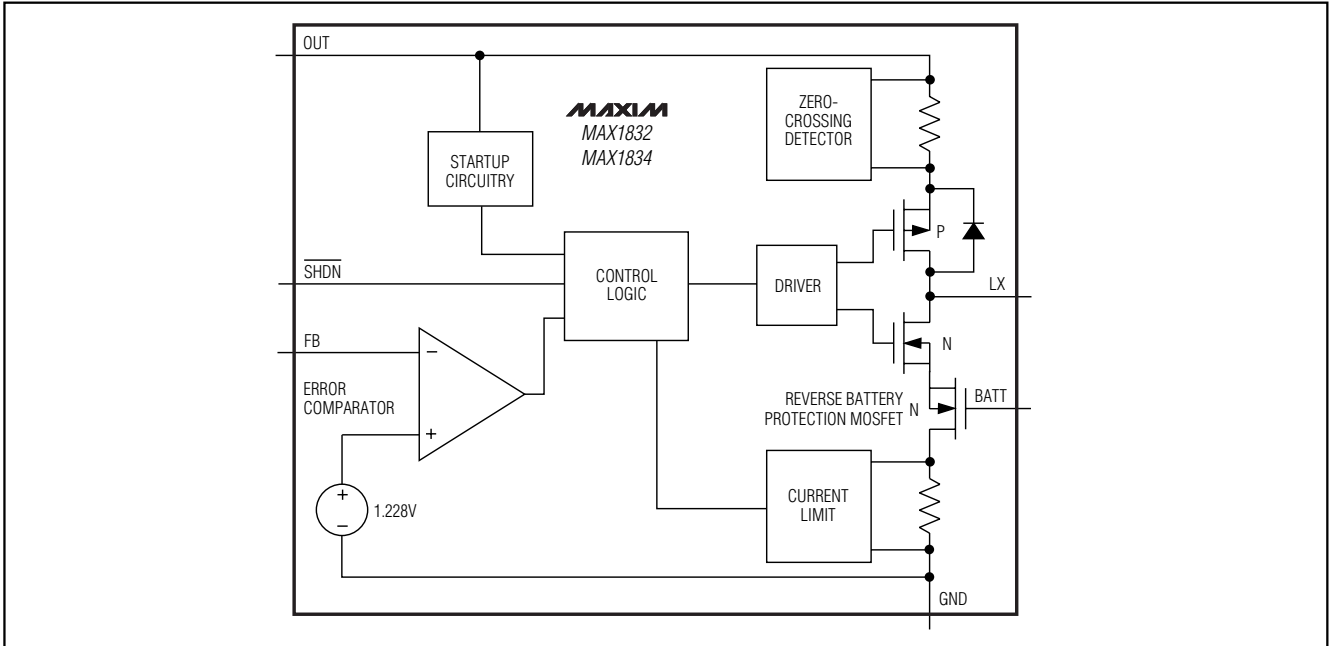 OUT
MAXIM
MAX1832
MAX1834
ZERO-
CROSSING
DETECTOR
STARTUP
CIRCUITRY
P
SHDN
CONTROL
LOGIC
DRIVER
LX
FB
−
N
ERROR
COMPARATOR
+
REVERSE BATTERY
PROTECTION MOSFET
N
BATT
CURRENT
LIMIT
+
−
1.228V
GND